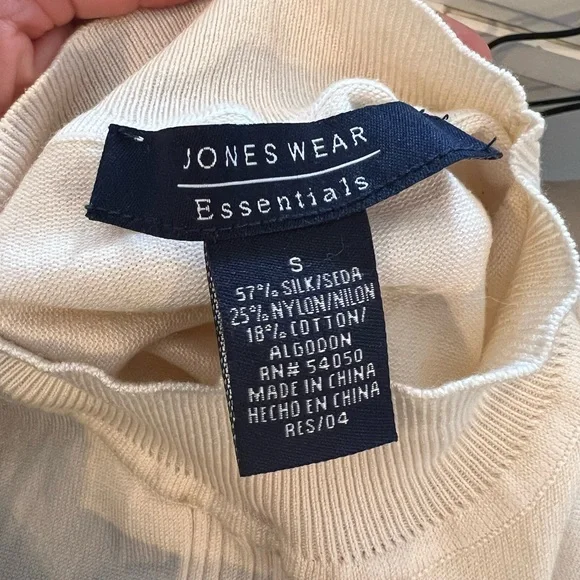 JONES WEAR
Essentials
S
57% SILK/SEDA
25% NYLON/NILON
18% COTTON/
ALGODON
RN# 54050
MADE IN CHINA
HECHO EN CHINA
RES/04